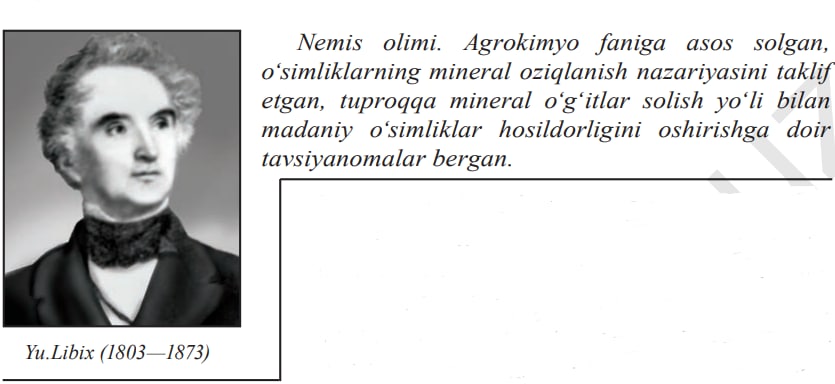 Nemis olimi. Agrokimyo faniga asos solgan,
o‘simliklarning mineral oziqlanish nazariyasini taklif
etgan, tuproqqa mineral o‘g‘itlar solish yo‘li bilan
madaniy o‘simliklar hosildorligini oshirishga doir
tavsiyanomalar bergan.
Yu.Libix (1803—1873)